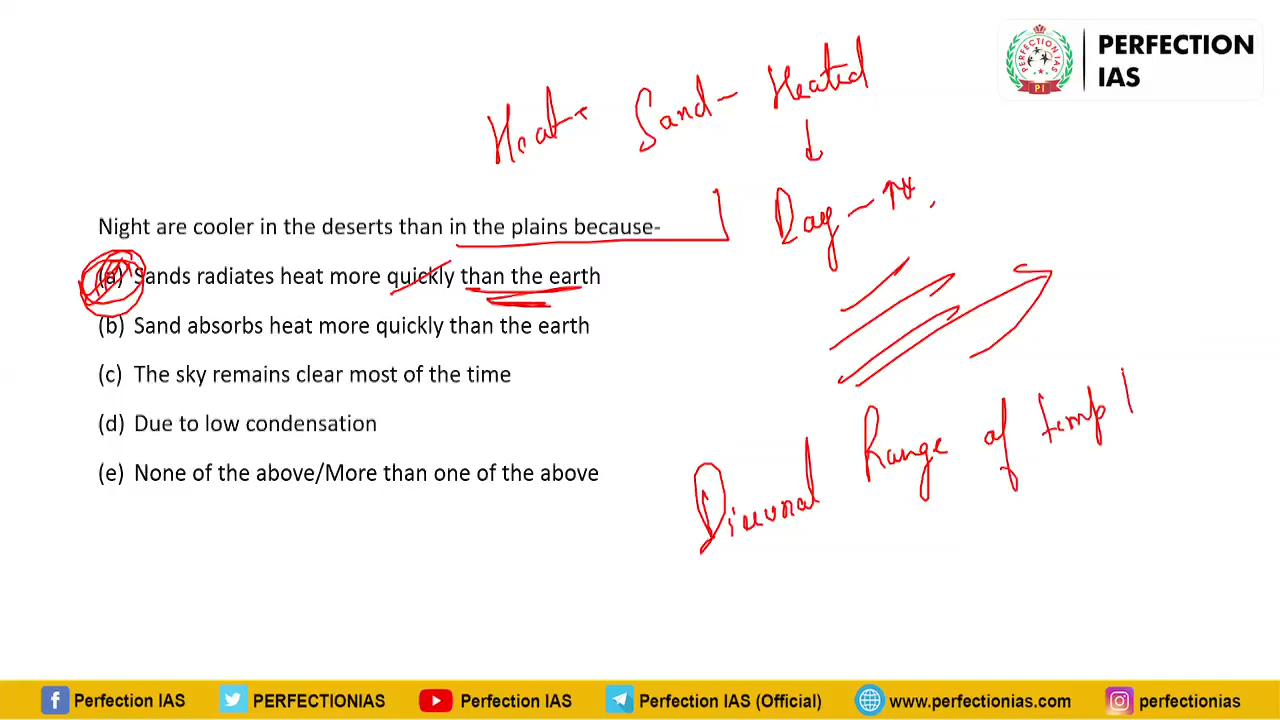 PERFECTION
IAS
PERFECTION IAS
PI
Heat
Sand - Heated
Day - ↑
Night are cooler in the deserts than in the plains because-
(a) Sands radiates heat more quickly than the earth
(b) Sand absorbs heat more quickly than the earth
(c) The sky remains clear most of the time
(d) Due to low condensation
(e) None of the above/More than one of the above
Diurnal Range of temp
Perfection IAS
PERFECTIONIAS
Perfection IAS
Perfection IAS (Official)
www.perfectionias.com
perfectionias